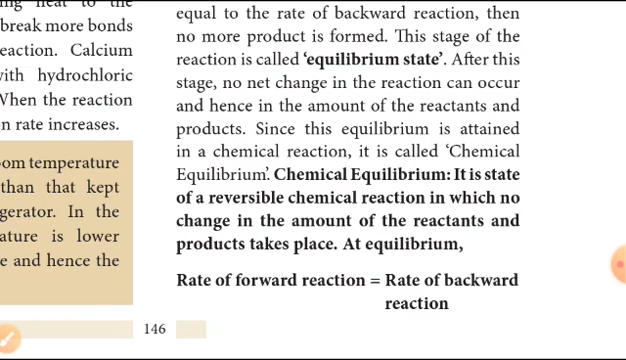 ing heat to the
break more bonds
eaction. Calcium
with hydrochloric
When the reaction
n rate increases.
oom temperature
than that kept
gerator. In the
ature is lower
e and hence the
equal to the rate of backward reaction, then
no more product is formed. This stage of the
reaction is called ‘equilibrium state’. After this
stage, no net change in the reaction can occur
and hence in the amount of the reactants and
products. Since this equilibrium is attained
in a chemical reaction, it is called ‘Chemical
Equilibrium’. Chemical Equilibrium: It is state
of a reversible chemical reaction in which no
change in the amount of the reactants and
products takes place. At equilibrium,
Rate of forward reaction = Rate of backward
reaction
146